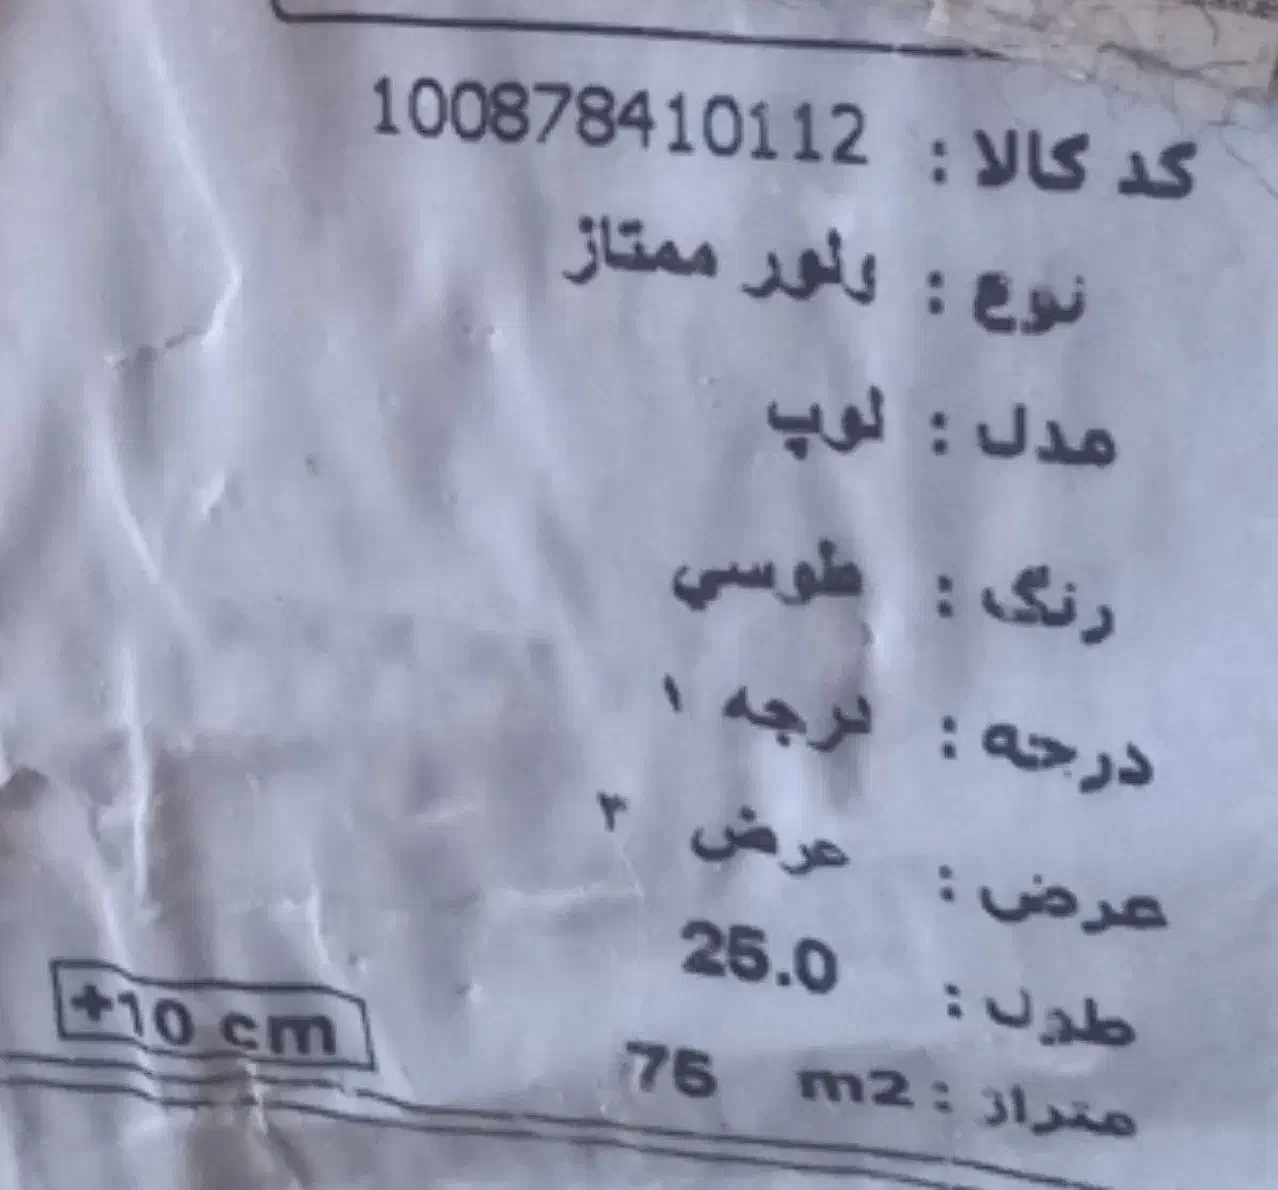 کد کالا : 100878410112
نوع : ولور ممتاز
مدل : لوپ
رنگ : طوسي
درجه : درجه ۱
عرض : عرض ۳
طول : 25.0
+10 cm
متراژ : 75 m2